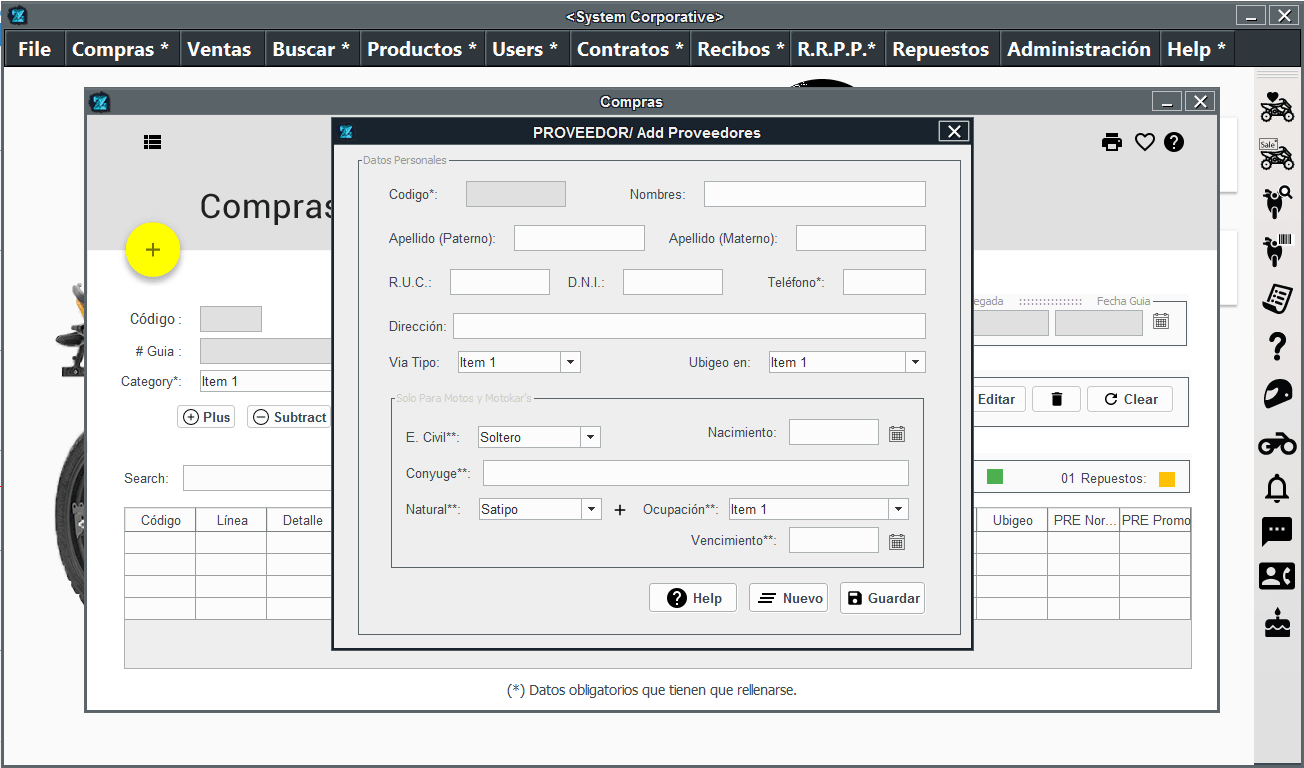 <System Corporative>
File Compras * Ventas Buscar * Productos * Users * Contratos * Recibos * R.R.P.P.* Repuestos Administración Help *
Compras
Sale
PROVEEDOR/ Add Proveedores
Datos Personales
Codigo*: Nombres:
Compras
Apellido (Paterno): Apellido (Materno):
R.U.C.: D.N.I.: Teléfono*:
egada Fecha Guia
Código :
Dirección:
# Guia :
Via Tipo: Item 1 Ubigeo en: Item 1
Category*: Item 1
Solo Para Motos y Motokar's
Editar Clear
Plus Subtract
E. Civil**: Soltero Nacimiento:
Conyuge**:
Search: 01 Repuestos:
Natural**: Satipo + Ocupación**: Item 1
Código Línea Detalle Ubigeo PRE Nor... PRE Promo
Vencimiento**:
Help Nuevo Guardar
(*) Datos obligatorios que tienen que rellenarse.